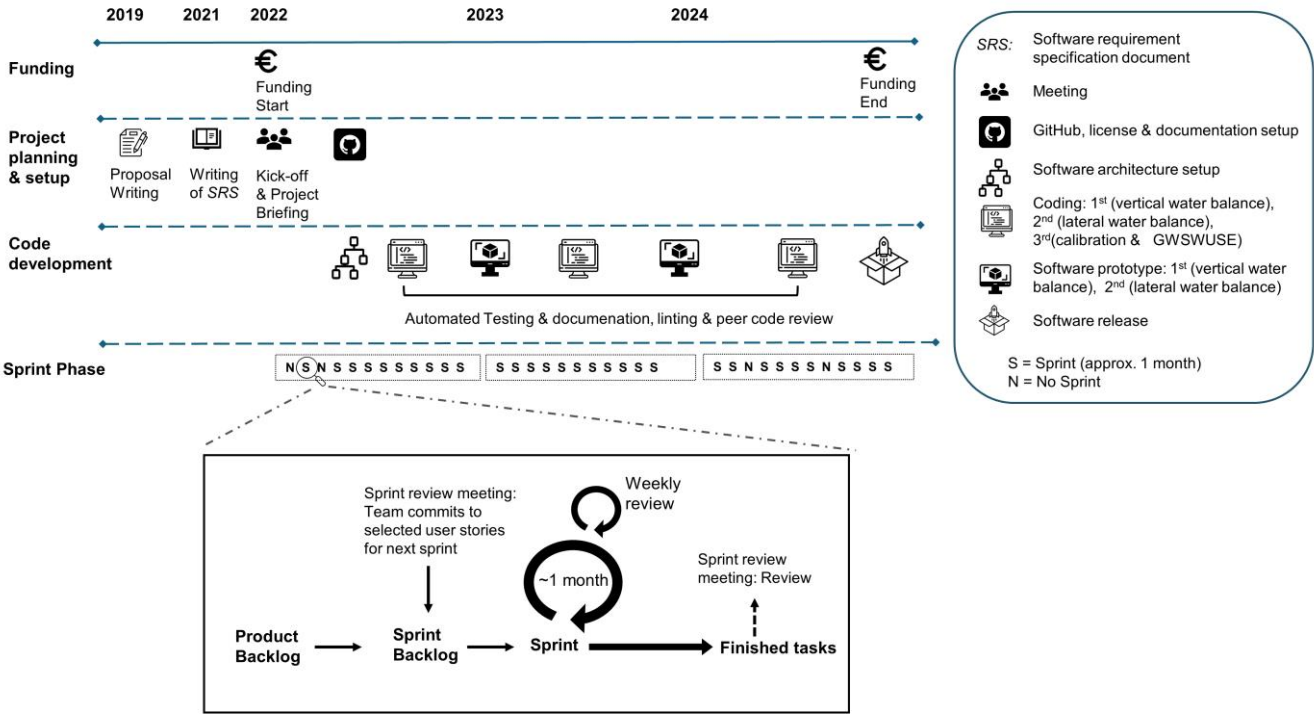 2019 2021 2022 2023 2024
Funding
€
Funding
Start
€
Funding
End
Project
planning
& setup
Proposal
Writing
Writing
of SRS
Kick-off
& Project
Briefing
Code
development
Automated Testing & documenation, linting & peer code review
Sprint Phase
N S N S S S S S S S S S
S S S S S S S S S S S
S S N S S S S N S S S S
Sprint review meeting:
Team commits to
selected user stories
for next sprint
Weekly
review
~1 month
Sprint review
meeting: Review
Product
Backlog
Sprint
Backlog
Sprint
Finished tasks
SRS: Software requirement
specification document
Meeting
GitHub, license & documentation setup
Software architecture setup
Coding: 1st (vertical water balance),
2nd (lateral water balance),
3rd(calibration & GWSWUSE)
Software prototype: 1st (vertical water
balance), 2nd (lateral water balance)
Software release
S = Sprint (approx. 1 month)
N = No Sprint